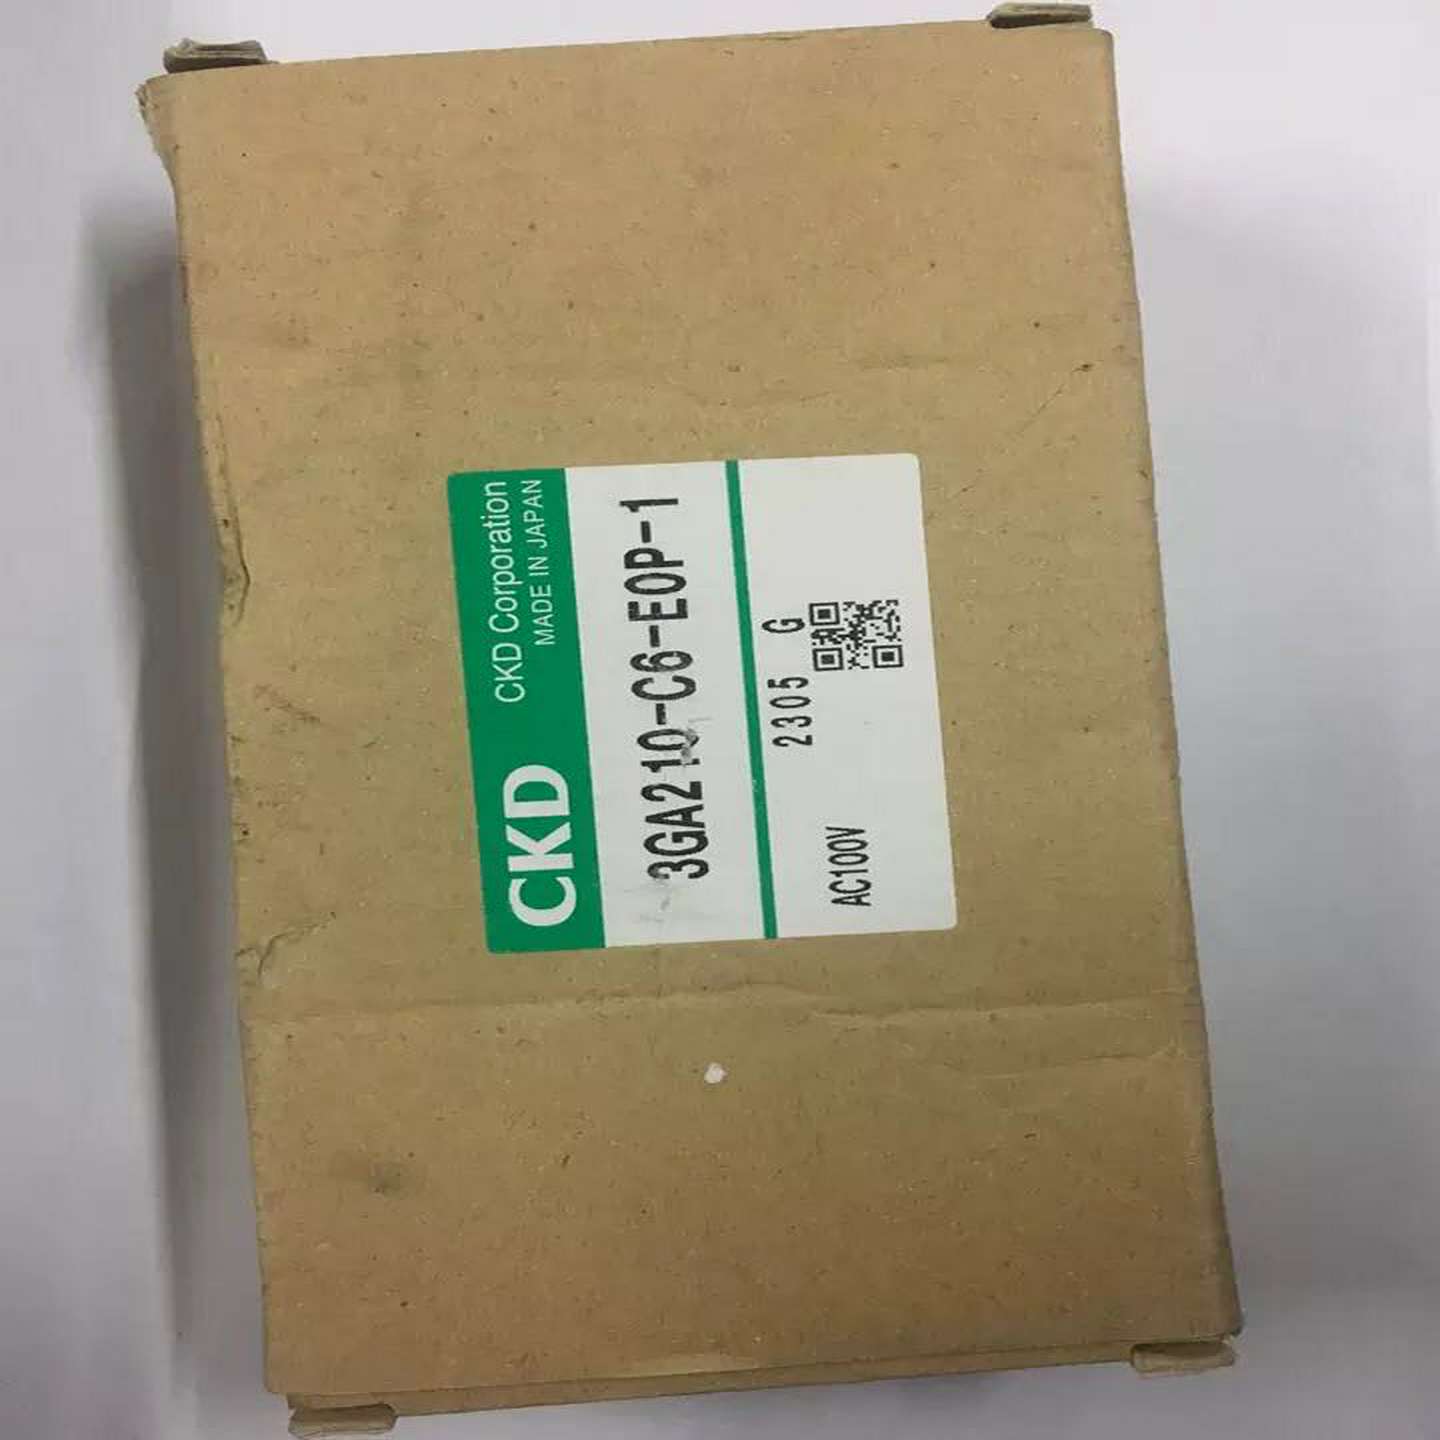 CKD
CKD Corporation
MADE IN JAPAN
3GA210-C6-E0P-1
2305 G
AC100V